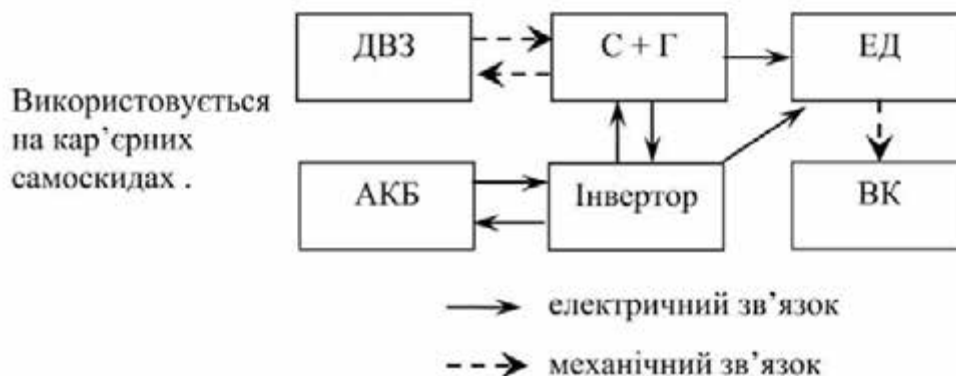 ДВЗ
С + Г
ЕД
Використовується
на кар’єрних
самоскидах .
АКБ
Інвертор
ВК
електричний зв’язок
механічний зв’язок